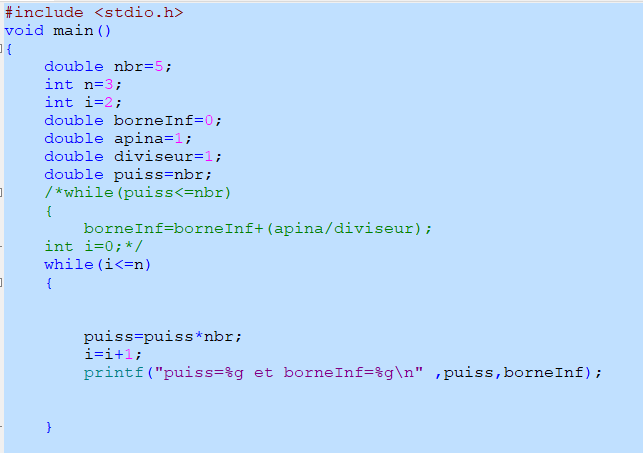 #include <stdio.h>
void main()
{
    double nbr=5;
    int n=3;
    int i=2;
    double borneInf=0;
    double apina=1;
    double diviseur=1;
    double puiss=nbr;
    /*while(puiss<=nbr)
    {
        borneInf=borneInf+(apina/diviseur);
    int i=0;*/
    while(i<=n)
    {
        puiss=puiss*nbr;
        i=i+1;
        printf("puiss=%g et borneInf=%g\n" ,puiss,borneInf);
    }